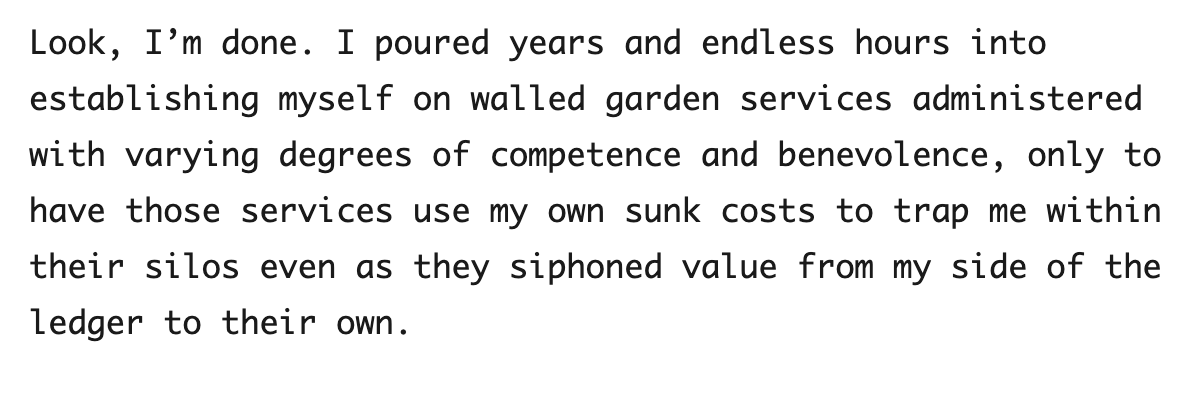 Look, I’m done. I poured years and endless hours into
establishing myself on walled garden services administered
with varying degrees of competence and benevolence, only to
have those services use my own sunk costs to trap me within
their silos even as they siphoned value from my side of the
ledger to their own.